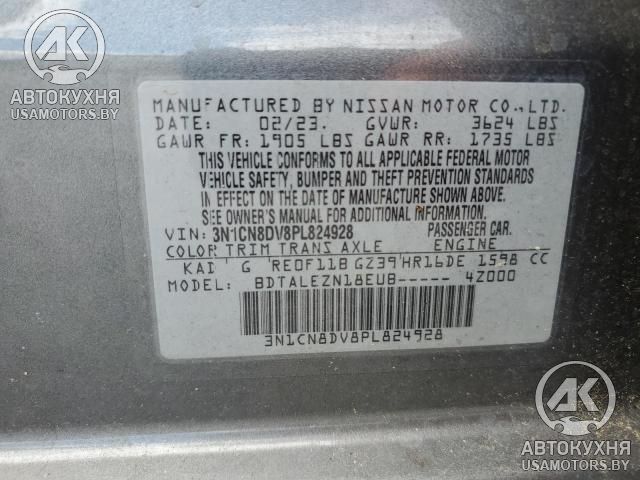 AK
АВТОКУХНЯ
USAMOTORS.BY
MANUFACTURED BY NISSAN MOTOR CO.,LTD.
DATE: 02/23. GVWR: 3624 LBS
GAWR FR: 1905 LBS GAWR RR: 1735 LBS
THIS VEHICLE CONFORMS TO ALL APPLICABLE FEDERAL MOTOR
VEHICLE SAFETY, BUMPER AND THEFT PREVENTION STANDARDS
IN EFFECT ON THE DATE OF MANUFACTURE SHOWN ABOVE.
SEE OWNER'S MANUAL FOR ADDITIONAL INFORMATION.
VIN: 3N1CN8DV8PL824928 PASSENGER CAR.
COLOR TRIM TRANS AXLE ENGINE
KAD G RE0F11B GZ39 HR16DE 1598 CC
MODEL: BDTALEZN18EUB----- 4Z000
3N1CN8DV8PL824928
AK
АВТОКУХНЯ
USAMOTORS.BY